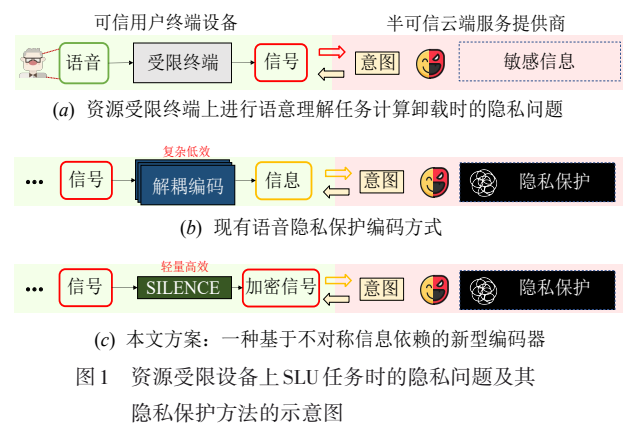 可信用户终端设备 半可信云端服务提供商
语音 受限终端 信号 意图 敏感信息
(a) 资源受限终端上进行语意理解任务计算卸载时的隐私问题
复杂低效
... 信号 解耦编码 信息 意图 隐私保护
(b) 现有语音隐私保护编码方式
轻量高效
... 信号 SILENCE 加密信号 意图 隐私保护
(c) 本文方案：一种基于不对称信息依赖的新型编码器
图1 资源受限设备上SLU任务时的隐私问题及其
隐私保护方法的示意图